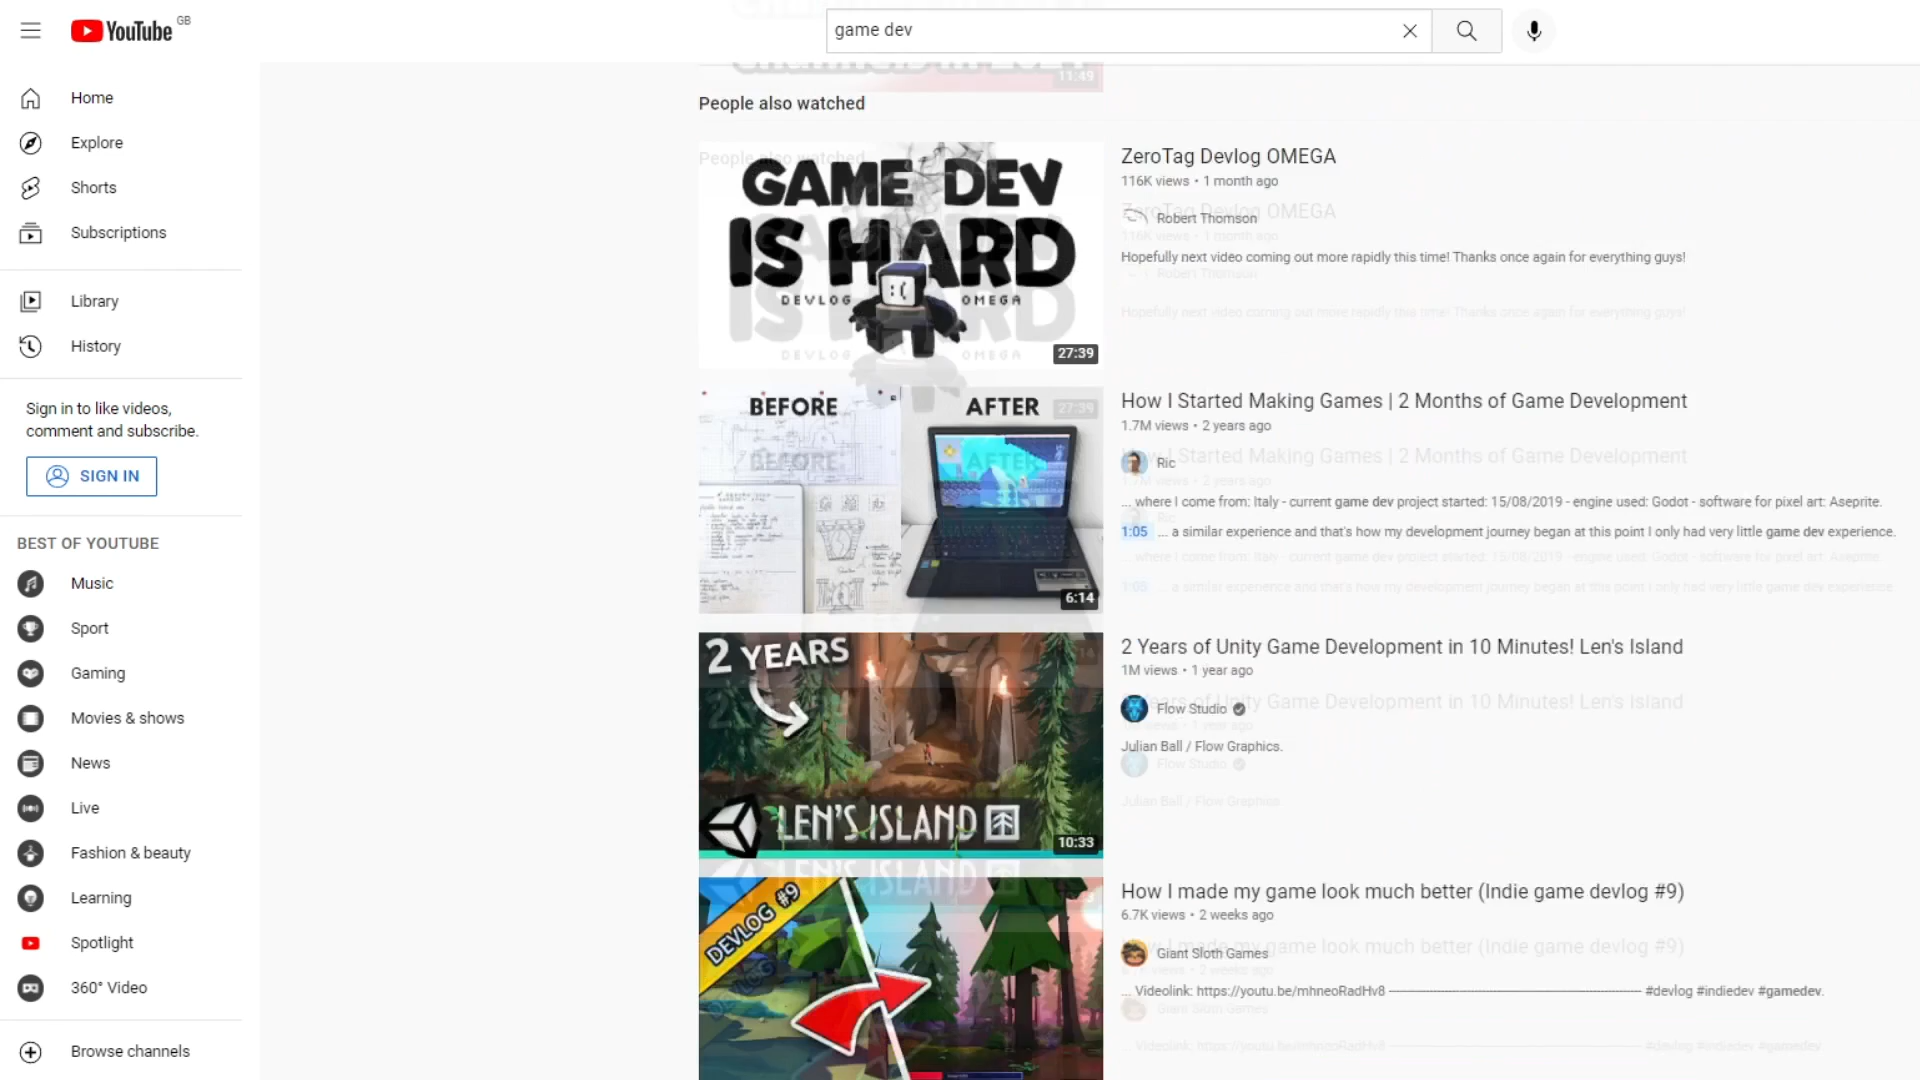 YouTube GB
game dev
Home
Explore
Shorts
Subscriptions
Library
History
Sign in to like videos,
comment and subscribe.
SIGN IN
BEST OF YOUTUBE
Music
Sport
Gaming
Movies & shows
News
Live
Fashion & beauty
Learning
Spotlight
360° Video
Browse channels
11:49
People also watched
GAME DEV
IS HARD
DEVLOG OMEGA
:(
27:39
ZeroTag Devlog OMEGA
116K views • 1 month ago
Robert Thomson
Hopefully next video coming out more rapidly this time! Thanks once again for everything guys!
BEFORE
AFTER
6:14
How I Started Making Games | 2 Months of Game Development
1.7M views • 2 years ago
Ric
... where I come from: Italy - current game dev project started: 15/08/2019 - engine used: Godot - software for pixel art: Aseprite.
1:05 ... a similar experience and that's how my development journey began at this point I only had very little game dev experience.
2 YEARS
LEN'S ISLAND
10:33
2 Years of Unity Game Development in 10 Minutes! Len's Island
1M views • 1 year ago
Flow Studio
Julian Ball / Flow Graphics.
DEVLOG #9
How I made my game look much better (Indie game devlog #9)
6.7K views • 2 weeks ago
Giant Sloth Games
... Videolink: https://youtu.be/mhneoRadHv8 ---------------------------------------- #devlog #indiedev #gamedev.